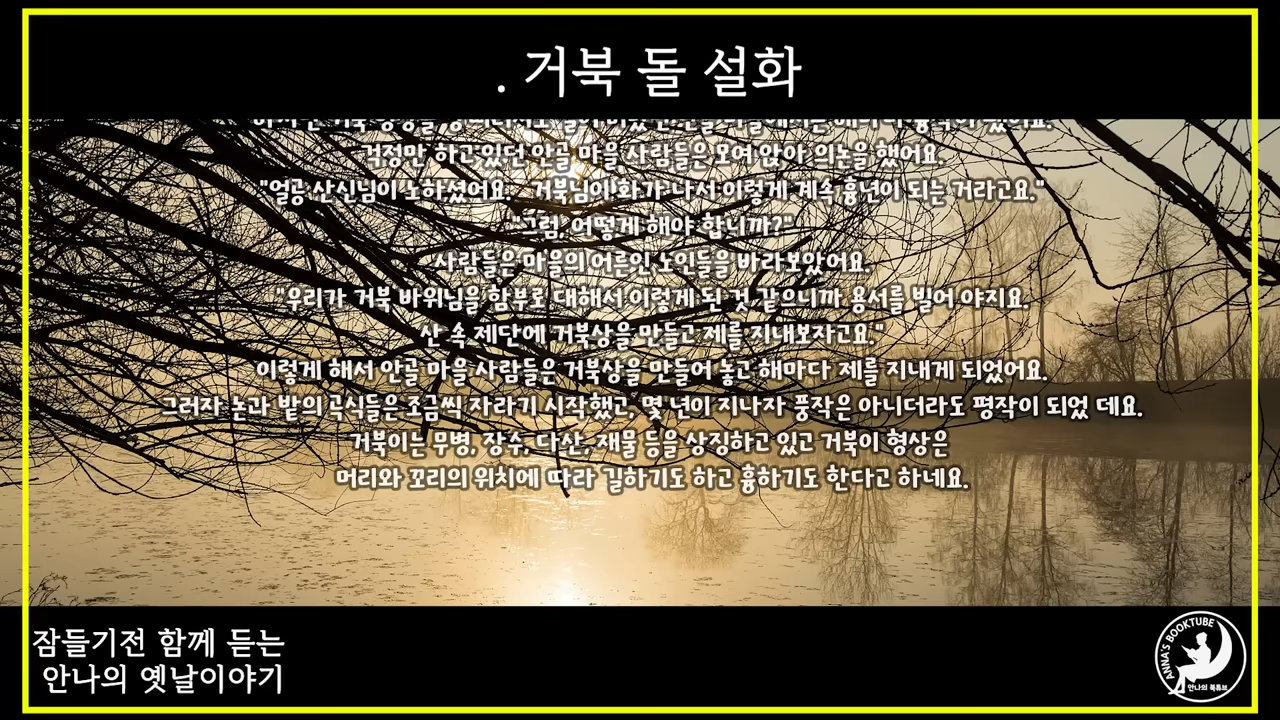 . 거북 돌 설화
걱정만 하고 있던 안골 마을 사람들은 모여 앉아 의논을 했어요.
"얼굼 산신님이 노하셨어요. 거북님이 화가 나서 이렇게 계속 흉년이 되는 거라고요."
"그럼 어떻게 해야 합니까?"
사람들은 마을의 어른인 노인들을 바라보았어요.
"우리가 거북 바위님을 함부로 대해서 이렇게 된 것 같으니까 용서를 빌어 야지요.
산 속 제단에 거북상을 만들고 제를 지내보자고요."
이렇게 해서 안골 마을 사람들은 거북상을 만들어 놓고 해마다 제를 지내게 되었어요.
그러자 논과 밭의 곡식들은 조금씩 자라기 시작했고, 몇 년이 지나자 풍작은 아니더라도 평작이 되었 데요.
거북이는 무병, 장수, 다산, 재물 등을 상징하고 있고 거북이 형상은
머리와 꼬리의 위치에 따라 길하기도 하고 흉하기도 한다고 하네요.
잠들기전 함께 듣는
안나의 옛날이야기
ANNA'S BOOKTUBE
안나의 북튜브